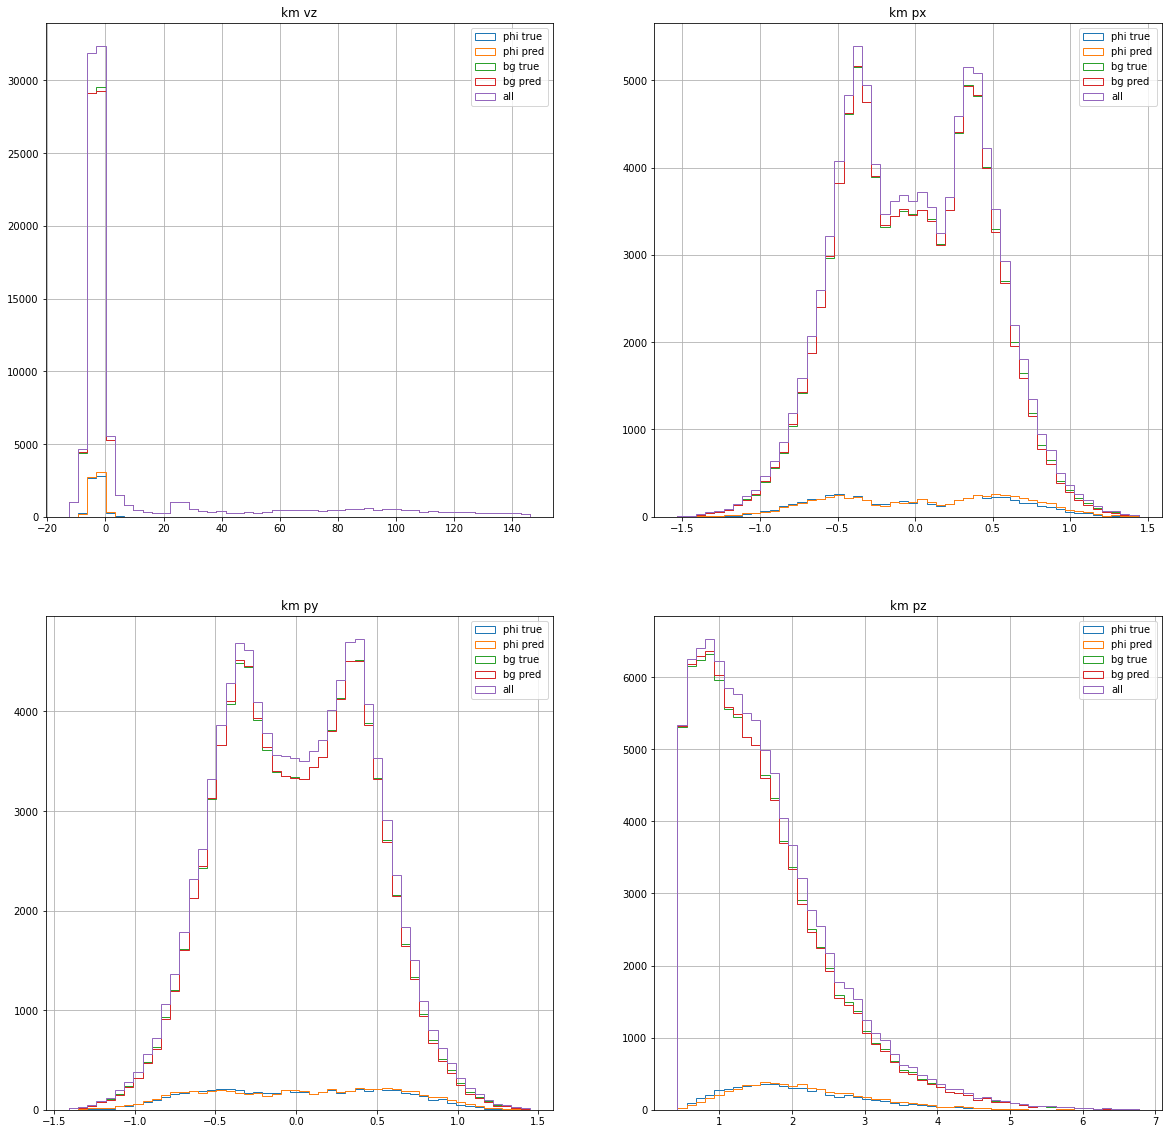 km vz
phi true
phi pred
bg true
bg pred
all
30000
25000
20000
15000
10000
5000
0
−20 0 20 40 60 80 100 120 140
km px
phi true
phi pred
bg true
bg pred
all
5000
4000
3000
2000
1000
0
−1.5 −1.0 −0.5 0.0 0.5 1.0 1.5
km py
phi true
phi pred
bg true
bg pred
all
4000
3000
2000
1000
0
−1.5 −1.0 −0.5 0.0 0.5 1.0 1.5
km pz
phi true
phi pred
bg true
bg pred
all
6000
5000
4000
3000
2000
1000
0
1 2 3 4 5 6 7